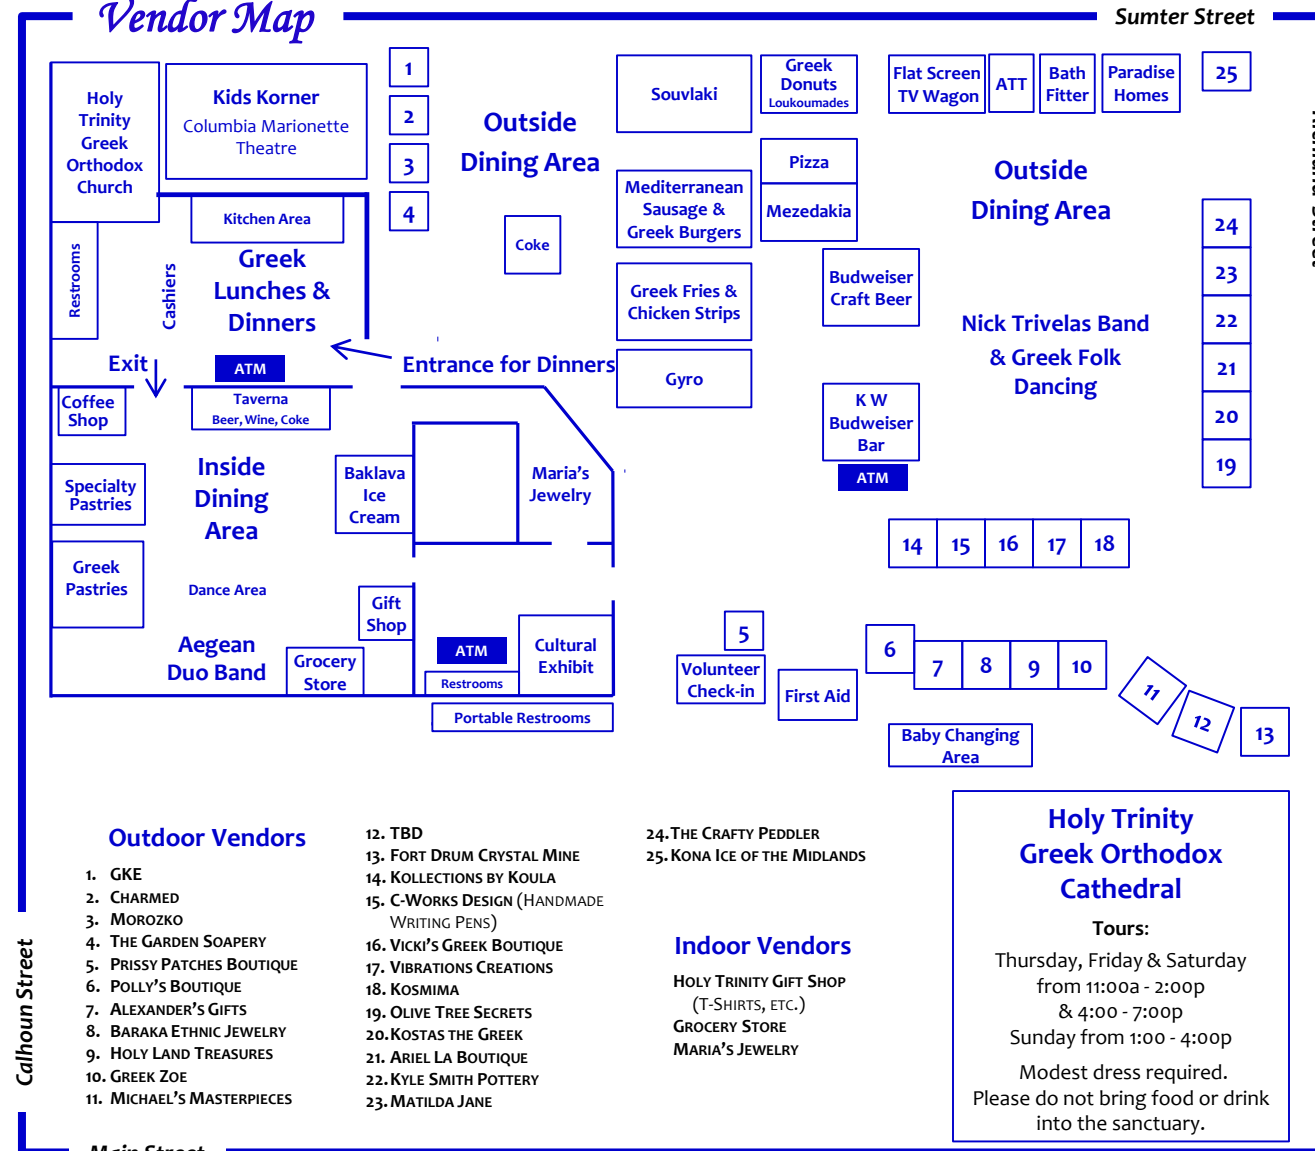 Vendor Map
Sumter Street
Holy
Trinity
Greek
Orthodox
Church
Kids Korner
Columbia Marionette
Theatre
1
2
3
4
Outside
Dining Area
Souvlaki
Greek
Donuts
Loukoumades
Flat Screen
TV Wagon
ATT
Bath
Fitter
Paradise
Homes
25
Pizza
Mezedakia
Mediterranean
Sausage &
Greek Burgers
Outside
Dining Area
Kitchen Area
Coke
Restrooms
Cashiers
Greek
Lunches &
Dinners
Greek Fries &
Chicken Strips
Budweiser
Craft Beer
Nick Trivelas Band
& Greek Folk
Dancing
24
23
22
21
20
19
Exit
ATM
Entrance for Dinners
Gyro
K W
Budweiser
Bar
ATM
Coffee
Shop
Taverna
Beer, Wine, Coke
Specialty
Pastries
Inside
Dining
Area
Baklava
Ice
Cream
Maria's
Jewelry
14
15
16
17
18
Greek
Pastries
Dance Area
Gift
Shop
Aegean
Duo Band
Grocery
Store
ATM
Restrooms
Cultural
Exhibit
Portable Restrooms
5
Volunteer
Check-in
First Aid
6
7
8
9
10
11
12
13
Baby Changing
Area
Outdoor Vendors
1. GKE
2. CHARMED
3. MOROZKO
4. THE GARDEN SOAPERY
5. PRISSY PATCHES BOUTIQUE
6. POLLY'S BOUTIQUE
7. ALEXANDER'S GIFTS
8. BARAKA ETHNIC JEWELRY
9. HOLY LAND TREASURES
10. GREEK ZOE
11. MICHAEL'S MASTERPIECES
12. TBD
13. FORT DRUM CRYSTAL MINE
14. KOLLECTIONS BY KOULA
15. C-WORKS DESIGN (HANDMADE
WRITING PENS)
16. VICKI'S GREEK BOUTIQUE
17. VIBRATIONS CREATIONS
18. KOSMIMA
19. OLIVE TREE SECRETS
20. KOSTAS THE GREEK
21. ARIEL LA BOUTIQUE
22. KYLE SMITH POTTERY
23. MATILDA JANE
24. THE CRAFTY PEDDLER
25. KONA ICE OF THE MIDLANDS
Indoor Vendors
HOLY TRINITY GIFT SHOP
(T-SHIRTS, ETC.)
GROCERY STORE
MARIA'S JEWELRY
Holy Trinity
Greek Orthodox
Cathedral
Tours:
Thursday, Friday & Saturday
from 11:00a - 2:00p
& 4:00 - 7:00p
Sunday from 1:00 - 4:00p
Modest dress required.
Please do not bring food or drink
into the sanctuary.
Calhoun Street
Main Street